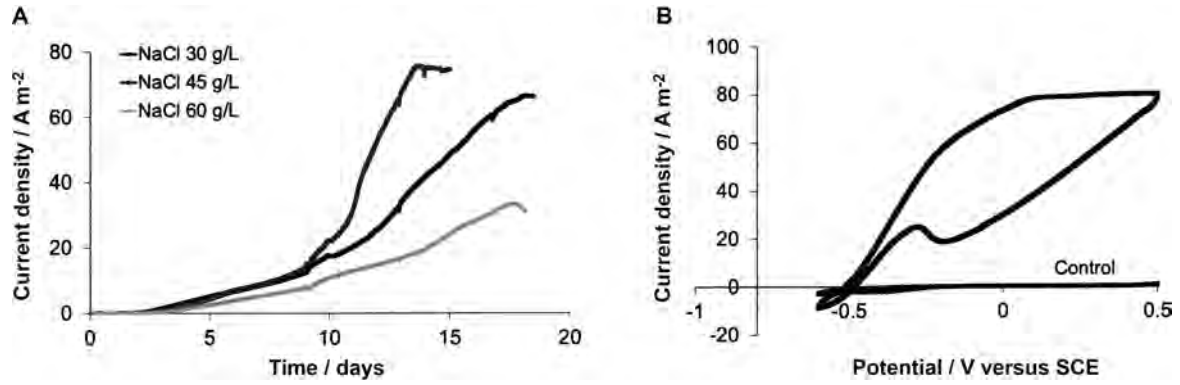 A
Current density / A m-2
80
60
40
20
0
NaCl 30 g/L
NaCl 45 g/L
NaCl 60 g/L
0
5
10
15
20
Time / days
B
Current density / A m-2
100
80
60
40
20
0
-20
-1
-0.5
0
0.5
Control
Potential / V versus SCE